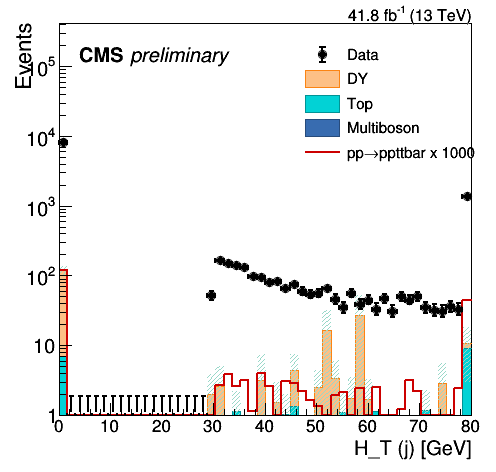 41.8 fb⁻¹ (13 TeV)
Events
CMS preliminary
Data
DY
Top
Multiboson
pp→ppttbar x 1000
10⁵
10⁴
10³
10²
10
1
0 10 20 30 40 50 60 70 80
H_T (j) [GeV]